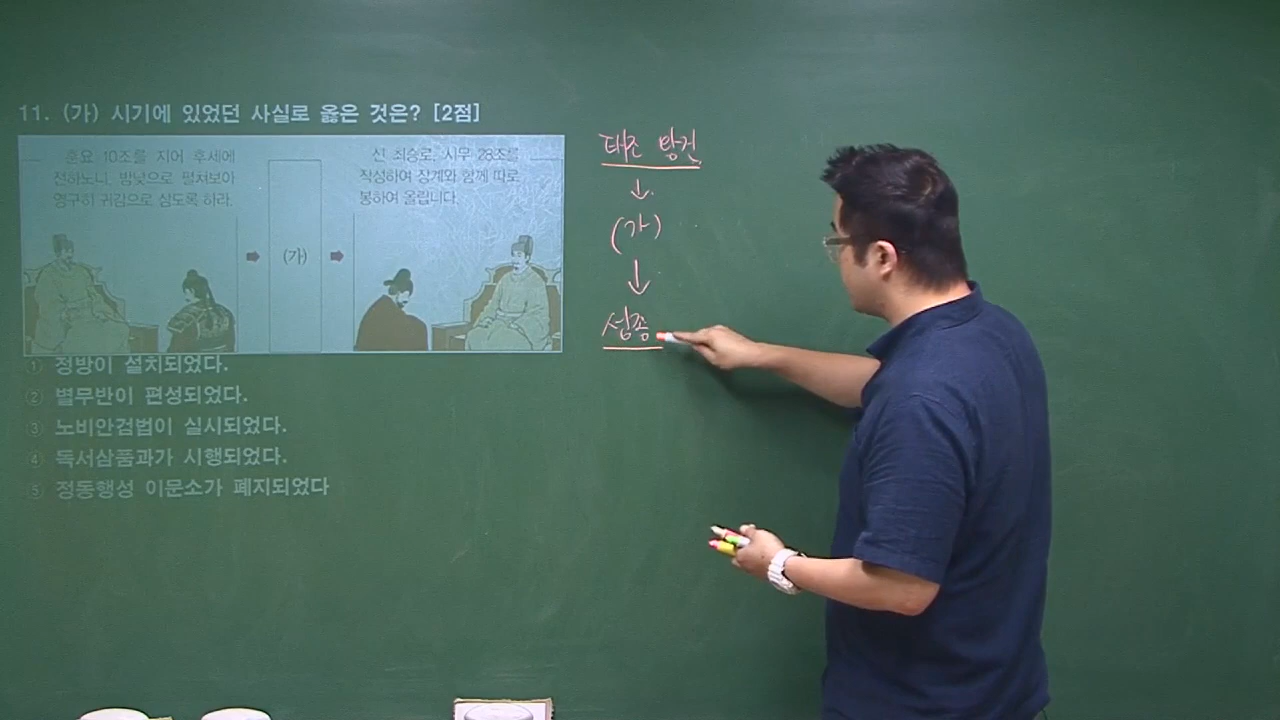 11. (가) 시기에 있었던 사실로 옳은 것은? [2점]
훈요 10조를 지어 후세에
전하노니, 밤낮으로 펼쳐보아
영구히 귀감으로 삼도록 하라.
(가)
신 최승로, 시무 28조를
작성하여 장계와 함께 따로
봉하여 올립니다.
① 정방이 설치되었다.
② 별무반이 편성되었다.
③ 노비안검법이 실시되었다.
④ 독서삼품과가 시행되었다.
⑤ 정동행성 이문소가 폐지되었다
태조 왕건
↓
(가)
↓
성종